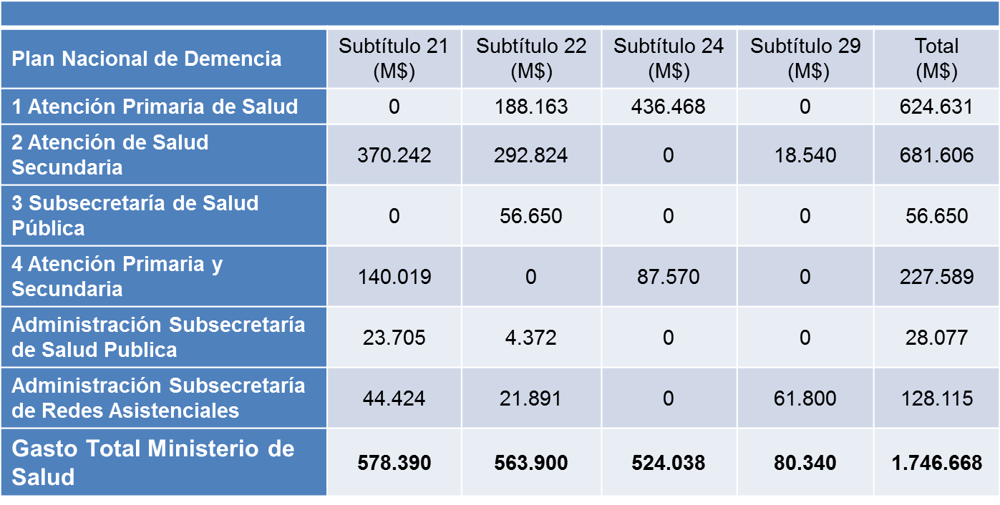 Plan Nacional de Demencia Subtítulo 21 (M$) Subtítulo 22 (M$) Subtítulo 24 (M$) Subtítulo 29 (M$) Total (M$)
1 Atención Primaria de Salud 0 188.163 436.468 0 624.631
2 Atención de Salud
Secundaria 370.242 292.824 0 18.540 681.606
3 Subsecretaría de Salud
Pública 0 56.650 0 0 56.650
4 Atención Primaria y
Secundaria 140.019 0 87.570 0 227.589
Administración Subsecretaría
de Salud Publica 23.705 4.372 0 0 28.077
Administración Subsecretaría
de Redes Asistenciales 44.424 21.891 0 61.800 128.115
Gasto Total Ministerio de
Salud 578.390 563.900 524.038 80.340 1.746.668